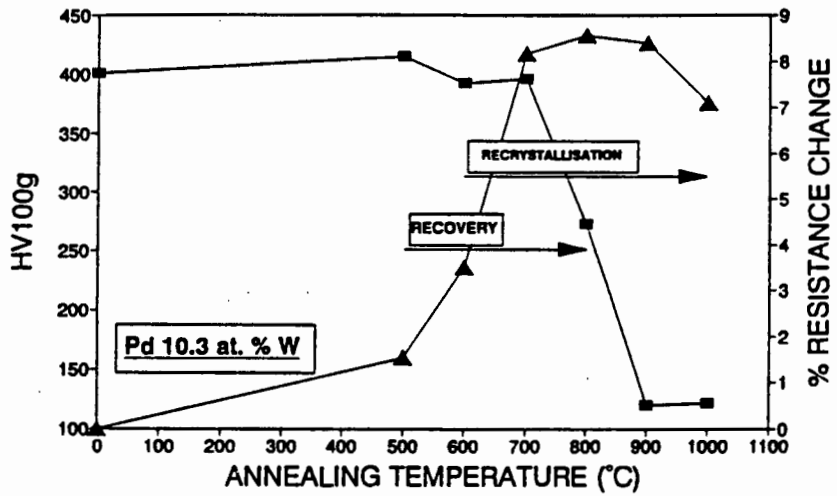 450
400
350
300
250
200
150
100
HV100g
9
8
7
6
5
4
3
2
1
0
% RESISTANCE CHANGE
RECRYSTALLISATION
RECOVERY
Pd 10.3 at. % W
0 100 200 300 400 500 600 700 800 900 1000 1100
ANNEALING TEMPERATURE (°C)